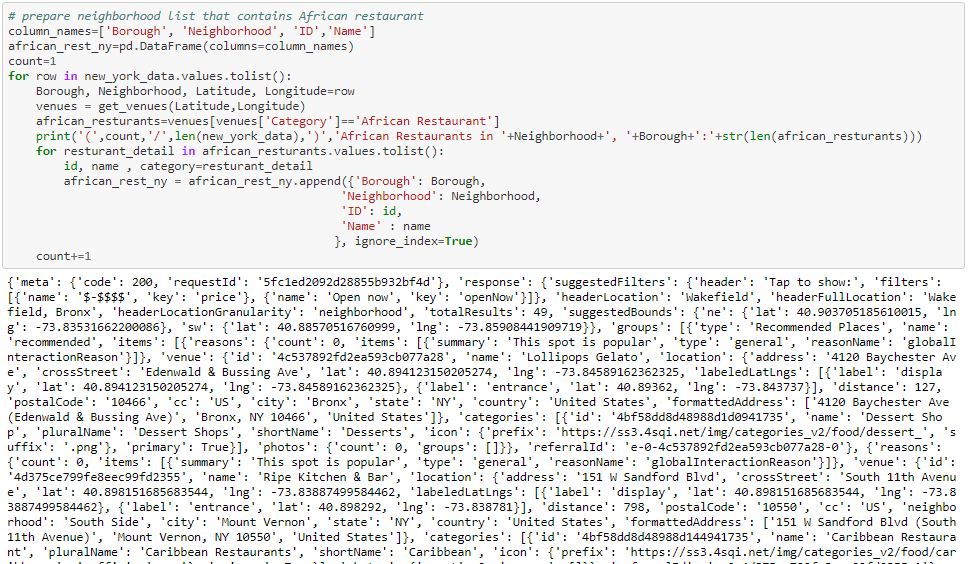 # prepare neighborhood list that contains African restaurant
column_names=['Borough', 'Neighborhood', 'ID','Name']
african_rest_ny=pd.DataFrame(columns=column_names)
count=1
for row in new_york_data.values.tolist():
    Borough, Neighborhood, Latitude, Longitude=row
    venues = get_venues(Latitude,Longitude)
    african_resturants=venues[venues['Category']=='African Restaurant']
    print('(',count,'/',len(new_york_data),')','African Restaurants in '+Neighborhood+', '+Borough+':'+str(len(african_resturants)))
    for resturant_detail in african_resturants.values.tolist():
        id, name , category=resturant_detail
        african_rest_ny = african_rest_ny.append({'Borough': Borough,
                                                  'Neighborhood': Neighborhood,
                                                  'ID': id,
                                                  'Name' : name
                                                 }, ignore_index=True)
    count+=1
{'meta': {'code': 200, 'requestId': '5fc1ed2092d28855b932bf4d'}, 'response': {'suggestedFilters': {'header': 'Tap to show:', 'filters':
[{'name': '$-$$$$', 'key': 'price'}, {'name': 'Open now', 'key': 'openNow'}]}, 'headerLocation': 'Wakefield', 'headerFullLocation': 'Wake
field, Bronx', 'headerLocationGranularity': 'neighborhood', 'totalResults': 49, 'suggestedBounds': {'ne': {'lat': 40.903705185610015, 'ln
g': -73.83531662200086}, 'sw': {'lat': 40.88570516760999, 'lng': -73.85908441909719}}, 'groups': [{'type': 'Recommended Places', 'name':
'recommended', 'items': [{'reasons': {'count': 0, 'items': [{'summary': 'This spot is popular', 'type': 'general', 'reasonName': 'globalI
nteractionReason'}]}, 'venue': {'id': '4c537892fd2ea593cb077a28', 'name': 'Lollipops Gelato', 'location': {'address': '4120 Baychester Av
e', 'crossStreet': 'Edenwald & Bussing Ave', 'lat': 40.894123150205274, 'lng': -73.84589162362325, 'labeledLatLngs': [{'label': 'displa
y', 'lat': 40.894123150205274, 'lng': -73.84589162362325}, {'label': 'entrance', 'lat': 40.89362, 'lng': -73.843737}], 'distance': 127,
'postalCode': '10466', 'cc': 'US', 'city': 'Bronx', 'state': 'NY', 'country': 'United States', 'formattedAddress': ['4120 Baychester Ave
(Edenwald & Bussing Ave)', 'Bronx, NY 10466', 'United States']}, 'categories': [{'id': '4bf58dd8d48988d1d0941735', 'name': 'Dessert Sho
p', 'pluralName': 'Dessert Shops', 'shortName': 'Desserts', 'icon': {'prefix': 'https://ss3.4sqi.net/img/categories_v2/food/dessert_', 's
uffix': '.png'}, 'primary': True}], 'photos': {'count': 0, 'groups': []}}, 'referralId': 'e-0-4c537892fd2ea593cb077a28-0'}, {'reasons':
{'count': 0, 'items': [{'summary': 'This spot is popular', 'type': 'general', 'reasonName': 'globalInteractionReason'}]}, 'venue': {'id':
'4d375ce799fe8eec99fd2355', 'name': 'Ripe Kitchen & Bar', 'location': {'address': '151 W Sandford Blvd', 'crossStreet': 'South 11th Avenu
e', 'lat': 40.898151685683544, 'lng': -73.83887499584462, 'labeledLatLngs': [{'label': 'display', 'lat': 40.898151685683544, 'lng': -73.8
3887499584462}, {'label': 'entrance', 'lat': 40.898292, 'lng': -73.838781}], 'distance': 798, 'postalCode': '10550', 'cc': 'US', 'neighbo
rhood': 'South Side', 'city': 'Mount Vernon', 'state': 'NY', 'country': 'United States', 'formattedAddress': ['151 W Sandford Blvd (South
11th Avenue)', 'Mount Vernon, NY 10550', 'United States']}, 'categories': [{'id': '4bf58dd8d48988d144941735', 'name': 'Caribbean Restaura
nt', 'pluralName': 'Caribbean Restaurants', 'shortName': 'Caribbean', 'icon': {'prefix': 'https://ss3.4sqi.net/img/categories_v2/food/car